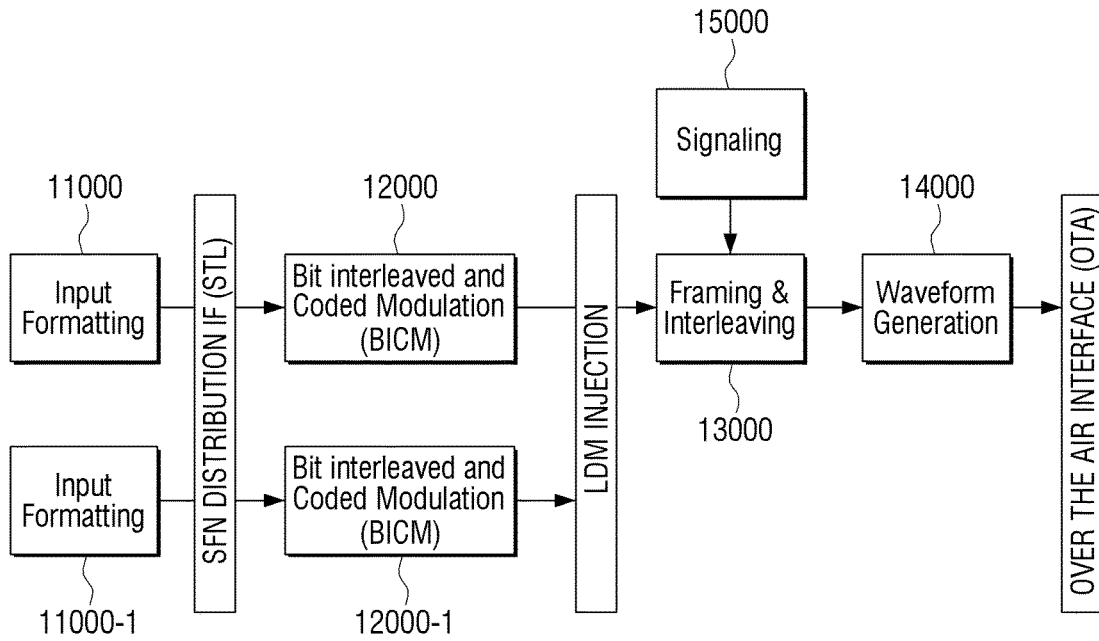 15000
Signaling
11000
12000
14000
Input
Formatting
SFN DISTRIBUTION IF (STL)
Bit interleaved and
Coded Modulation
(BICM)
LDM INJECTION
Framing &
Interleaving
Waveform
Generation
OVER THE AIR INTERFACE (OTA)
13000
Input
Formatting
Bit interleaved and
Coded Modulation
(BICM)
11000-1
12000-1